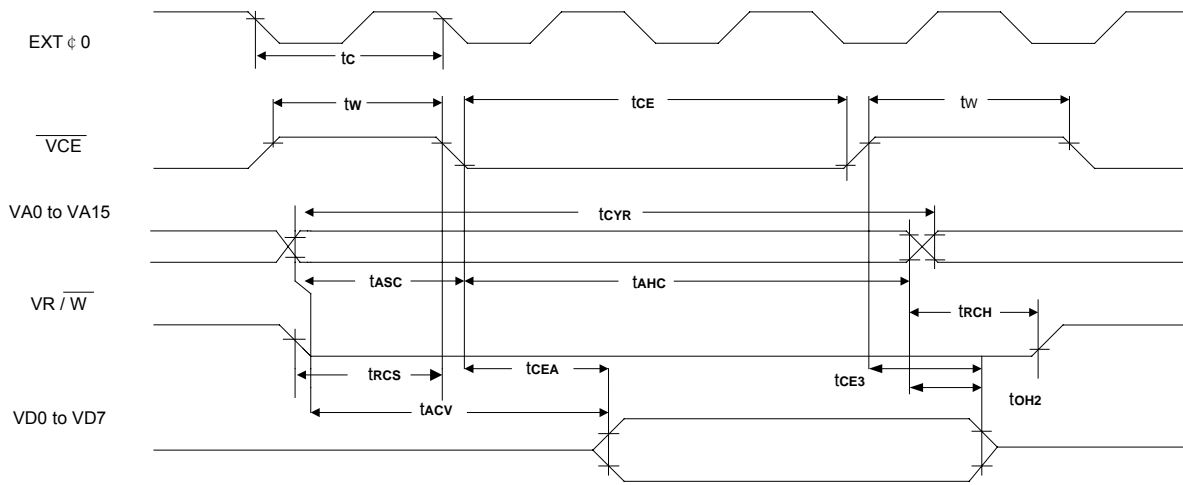 EXT ¢ 0
tC
tW
tCE
tW
VCE
VA0 to VA15
tCYR
tASC
tAHC
VR / W
tRCH
tRCS
tCEA
tCE3
tACV
tOH2
VD0 to VD7